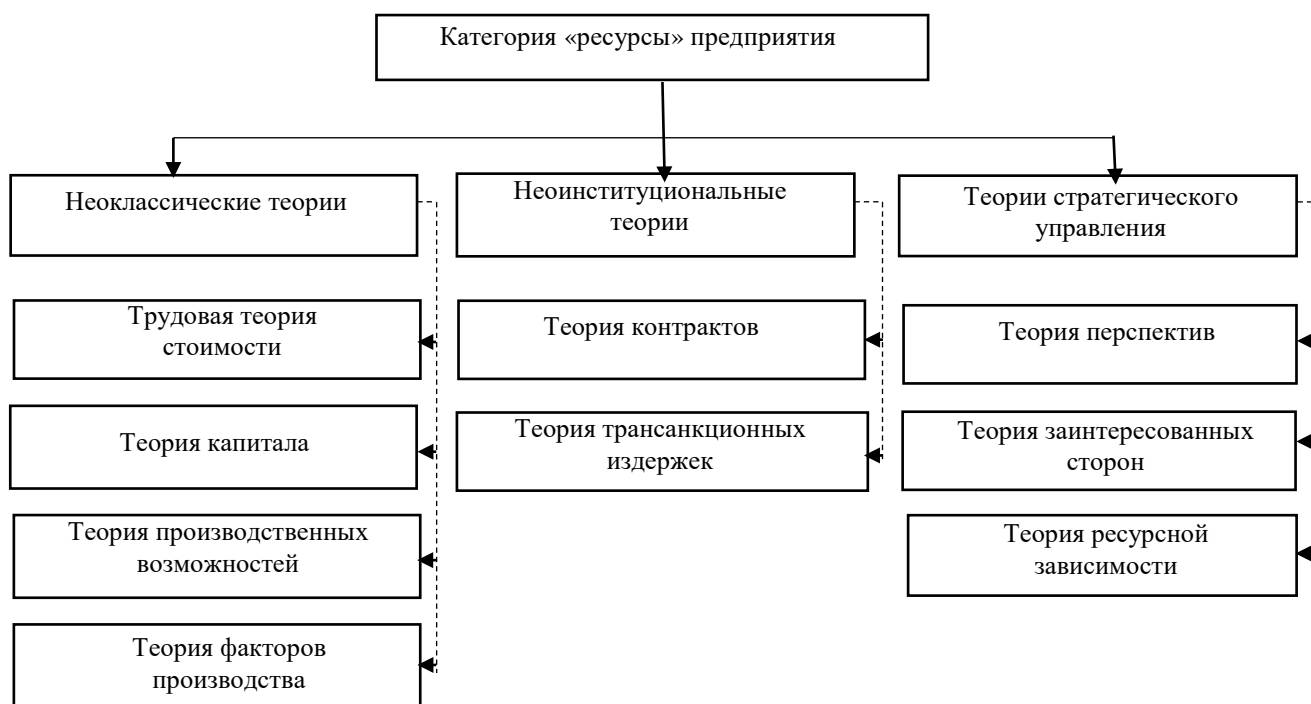 Категория «ресурсы» предприятия
Неоклассические теории
Неоинституциональные
теории
Теории стратегического
управления
Трудовая теория
стоимости
Теория контрактов
Теория перспектив
Теория капитала
Теория трансанкционных
издержек
Теория заинтересованных
сторон
Теория производственных
возможностей
Теория ресурсной
зависимости
Теория факторов
производства